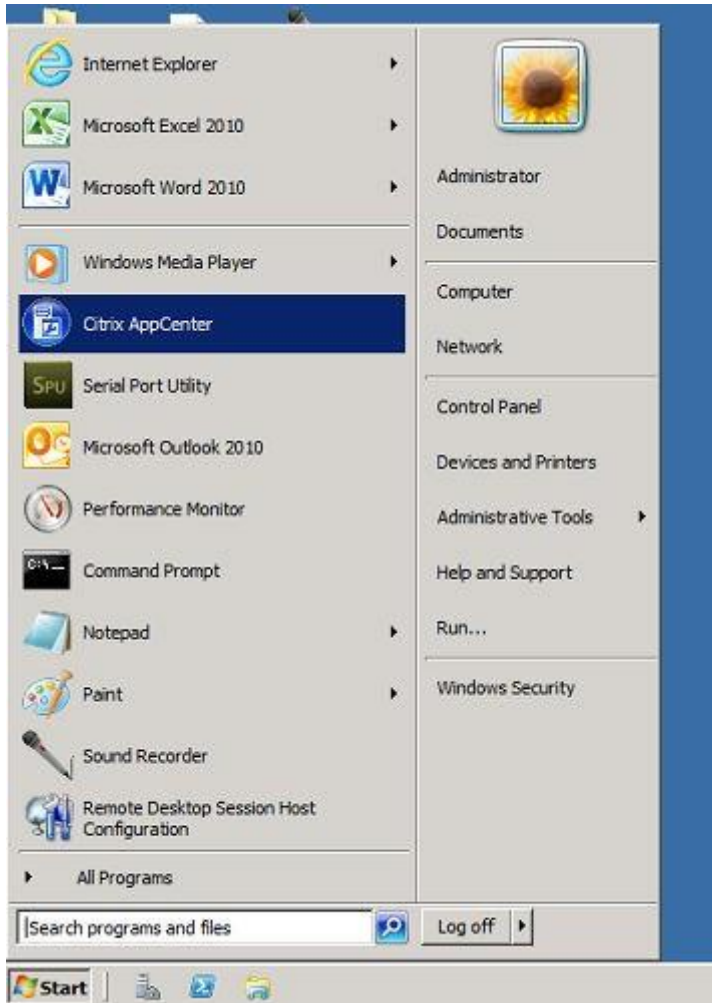 Internet Explorer
Microsoft Excel 2010
Microsoft Word 2010
Windows Media Player
Citrix AppCenter
SPU
Serial Port Utility
Microsoft Outlook 2010
Performance Monitor
C:\_
Command Prompt
Notepad
Paint
Sound Recorder
Remote Desktop Session Host
Configuration
All Programs
Search programs and files
Administrator
Documents
Computer
Network
Control Panel
Devices and Printers
Administrative Tools
Help and Support
Run...
Windows Security
Log off
Start